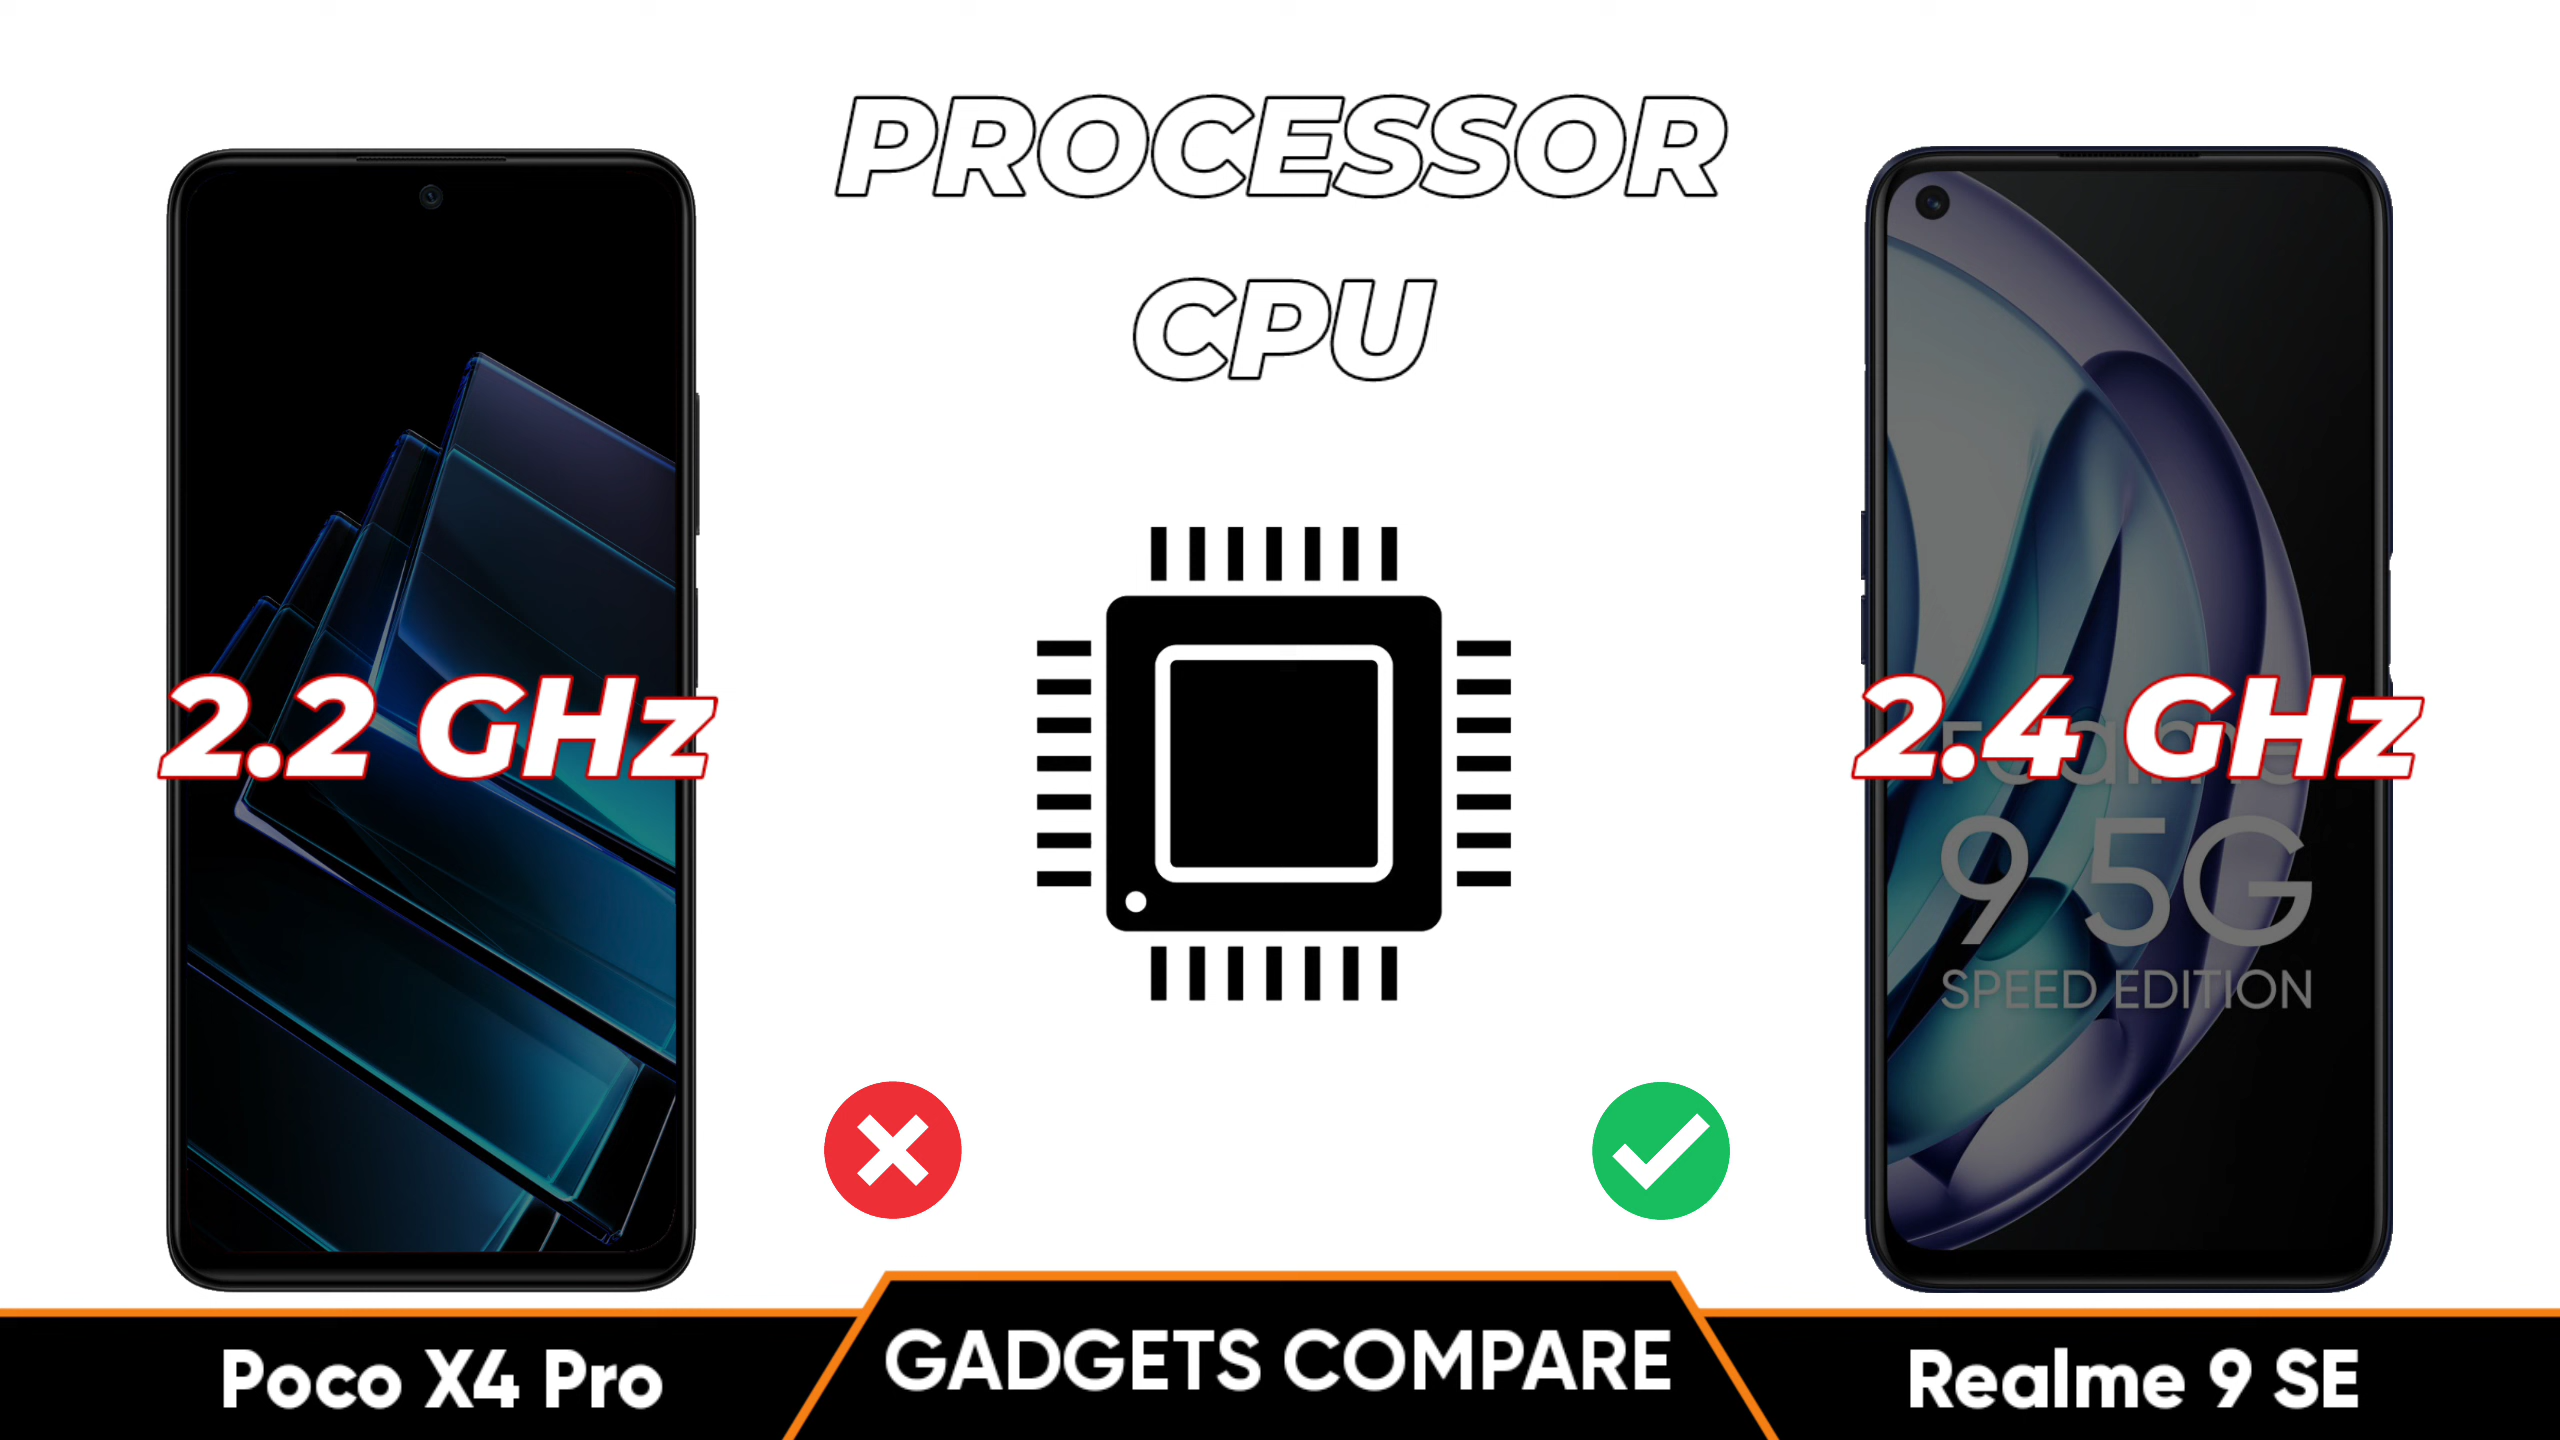 PROCESSOR
CPU
2.2 GHz
2.4 GHz
realme
9 5G
SPEED EDITION
Poco X4 Pro
GADGETS COMPARE
Realme 9 SE